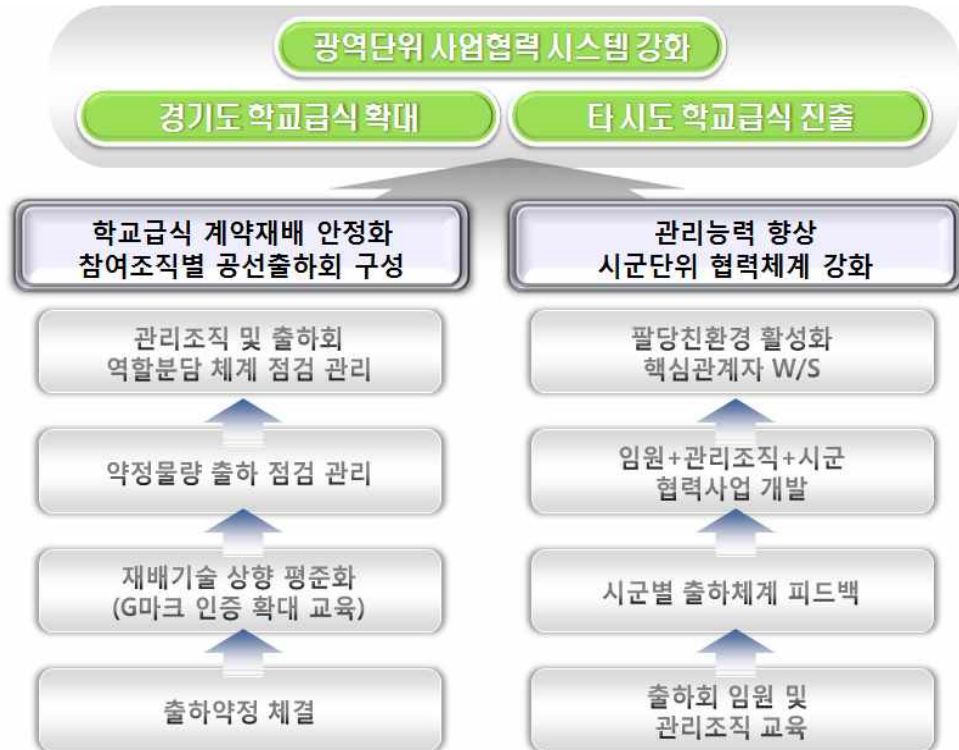 광역단위 사업협력 시스템 강화
경기도 학교급식 확대
타 시도 학교급식 진출
학교급식 계약재배 안정화
참여조직별 공선출하회 구성
관리조직 및 출하회
역할분담 체계 점검 관리
약정물량 출하 점검 관리
재배기술 상향 평준화
(G마크 인증 확대 교육)
출하약정 체결
관리능력 향상
시군단위 협력체계 강화
팔당친환경 활성화
핵심관계자 W/S
임원+관리조직+시군
협력사업 개발
시군별 출하체계 피드백
출하회 임원 및
관리조직 교육